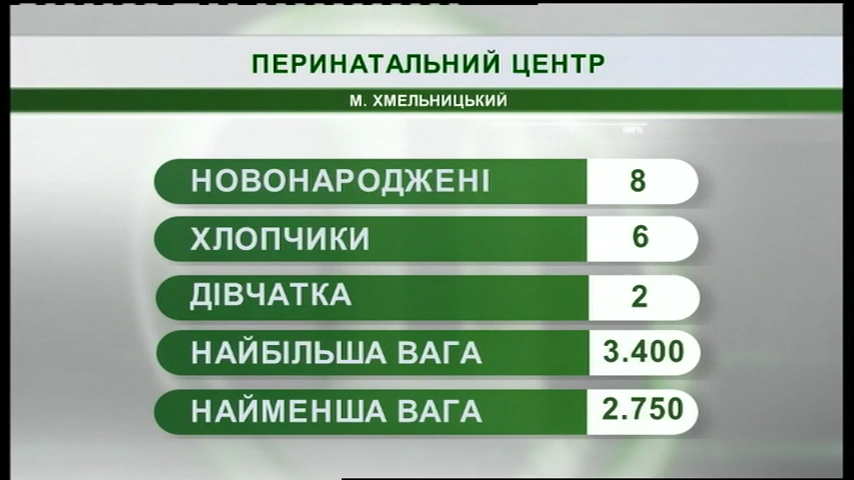 ПЕРИНАТАЛЬНИЙ ЦЕНТР
М. ХМЕЛЬНИЦЬКИЙ
НОВОНАРОДЖЕНІ 8
ХЛОПЧИКИ 6
ДІВЧАТКА 2
НАЙБІЛЬША ВАГА 3.400
НАЙМЕНША ВАГА 2.750